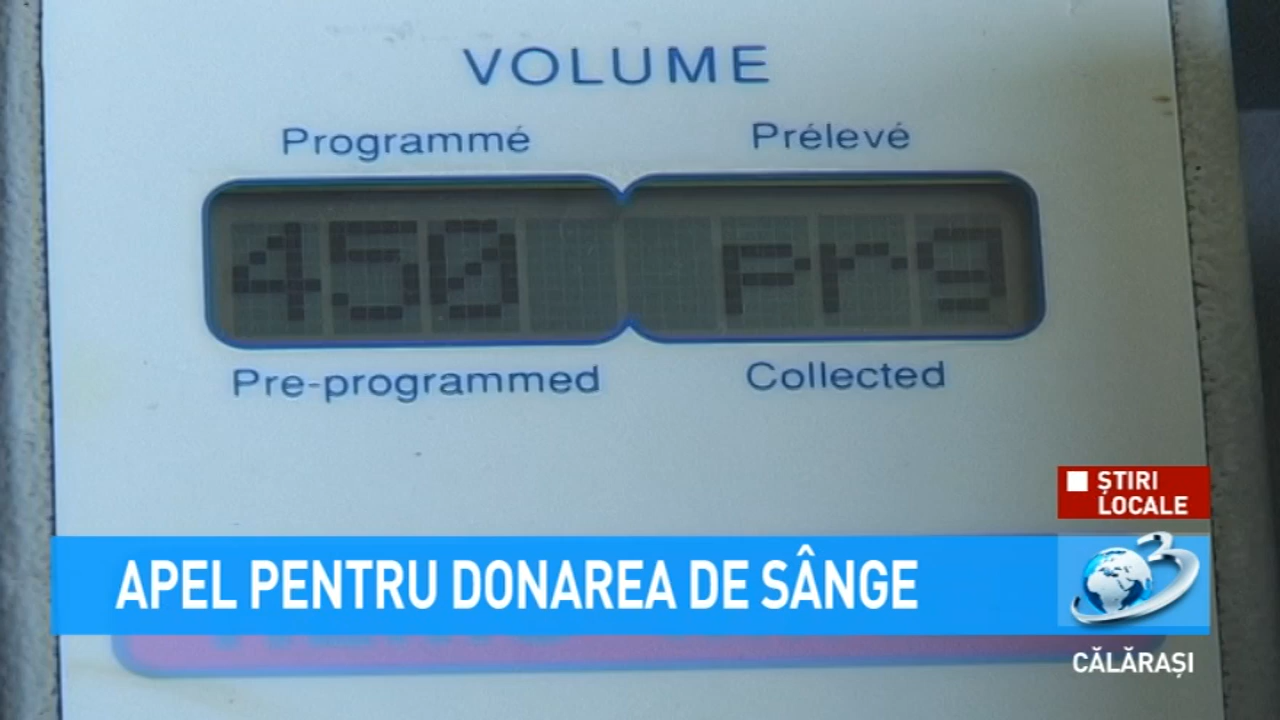 VOLUME
Programmé Prélevé
450 prg
Pre-programmed Collected
ȘTIRI
LOCALE
APEL PENTRU DONAREA DE SÂNGE
3
CĂLĂRAȘI